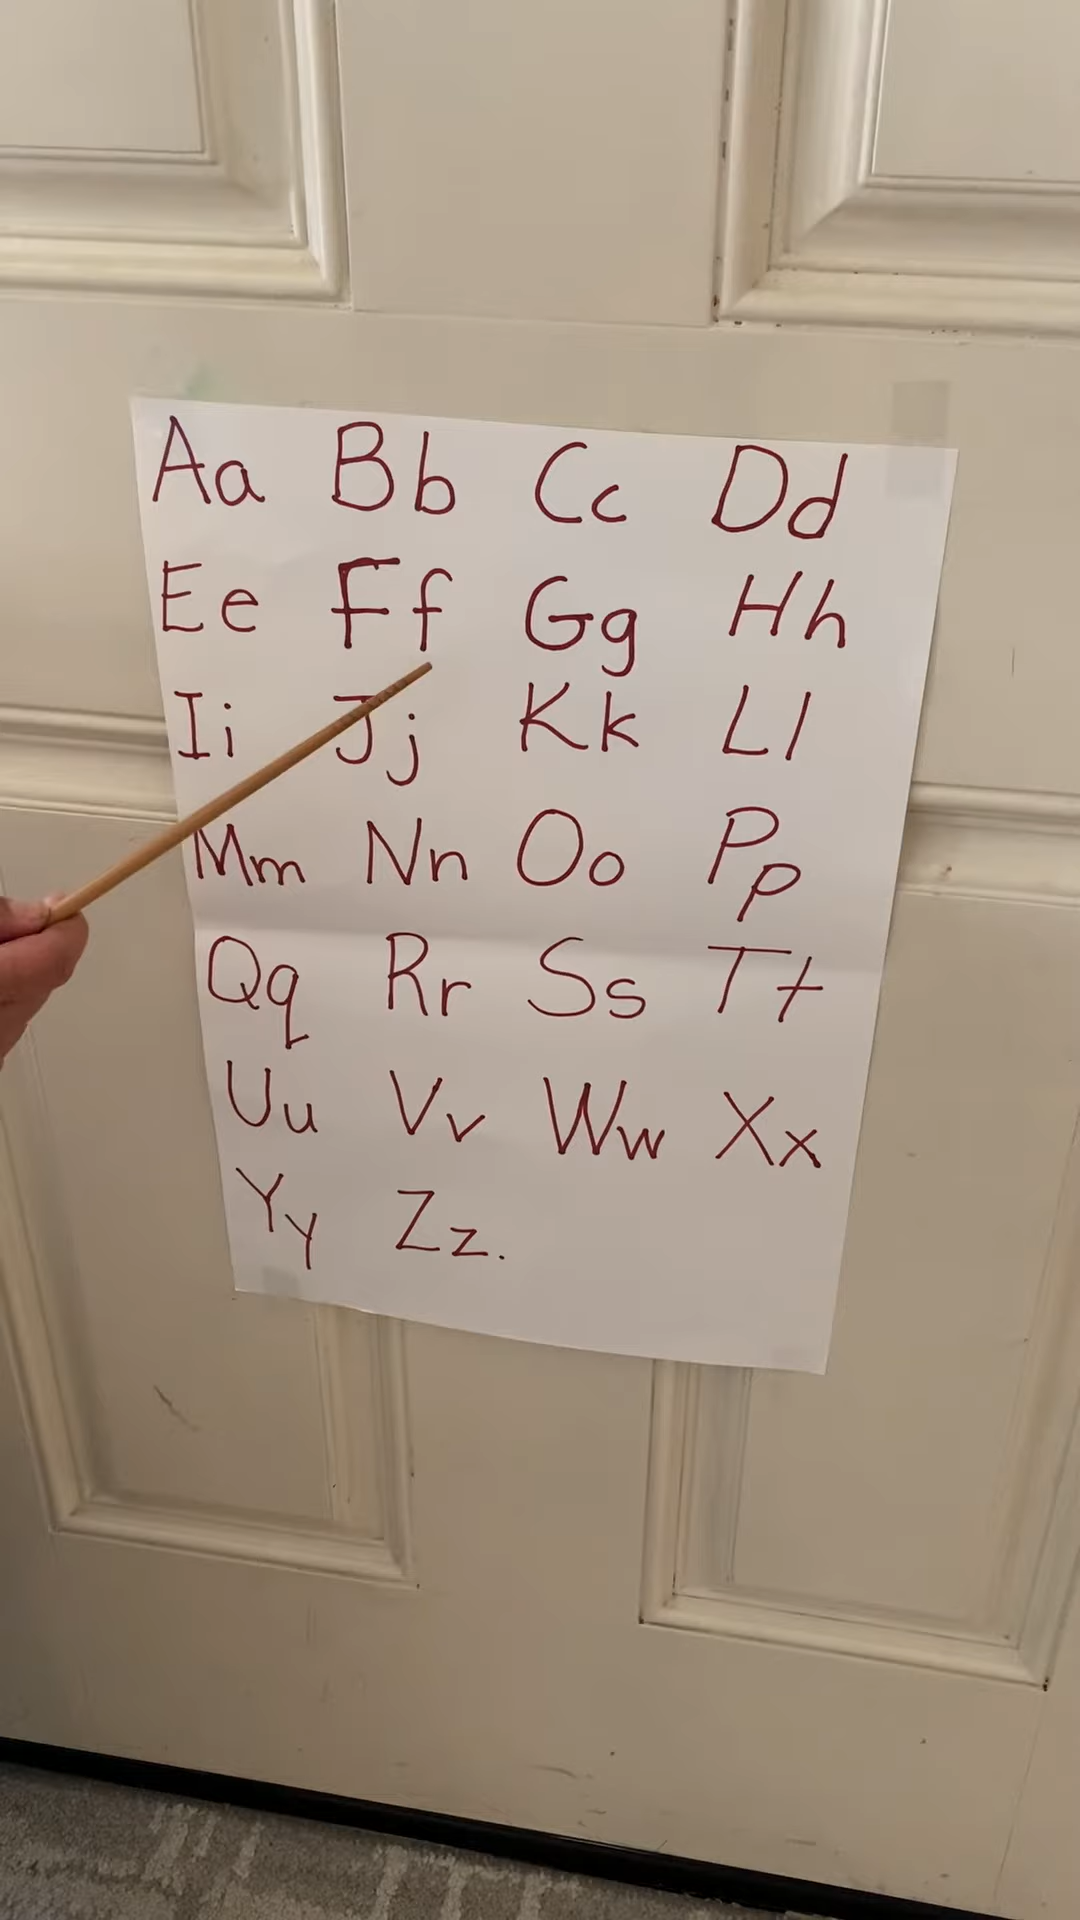 Aa Bb Cc Dd
Ee Ff Gg Hh
Ii Jj Kk Ll
Mm Nn Oo Pp
Qq Rr Ss Tt
Uu Vv Ww Xx
Yy Zz.